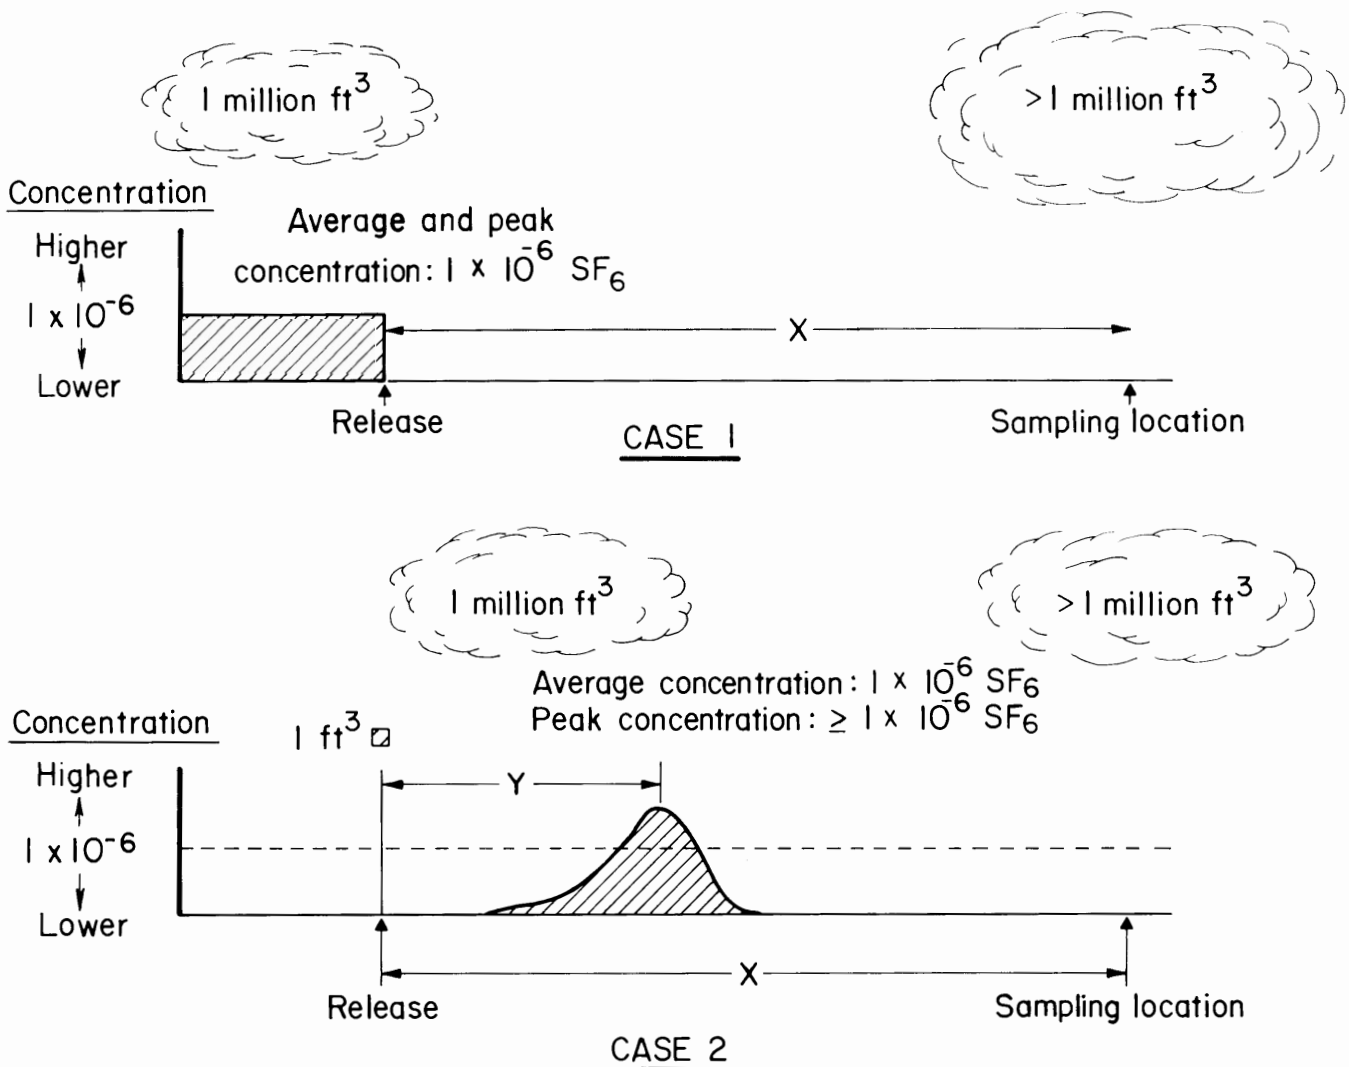 1 million ft³
> 1 million ft³
Concentration
Average and peak
concentration: 1 x 10⁻⁶ SF₆
Higher
1 x 10⁻⁶
Lower
X
Release
Sampling location
CASE 1
1 million ft³
> 1 million ft³
Average concentration: 1 x 10⁻⁶ SF₆
Peak concentration: ≥ 1 x 10⁻⁶ SF₆
Concentration
1 ft³
Higher
Y
1 x 10⁻⁶
Lower
X
Release
Sampling location
CASE 2